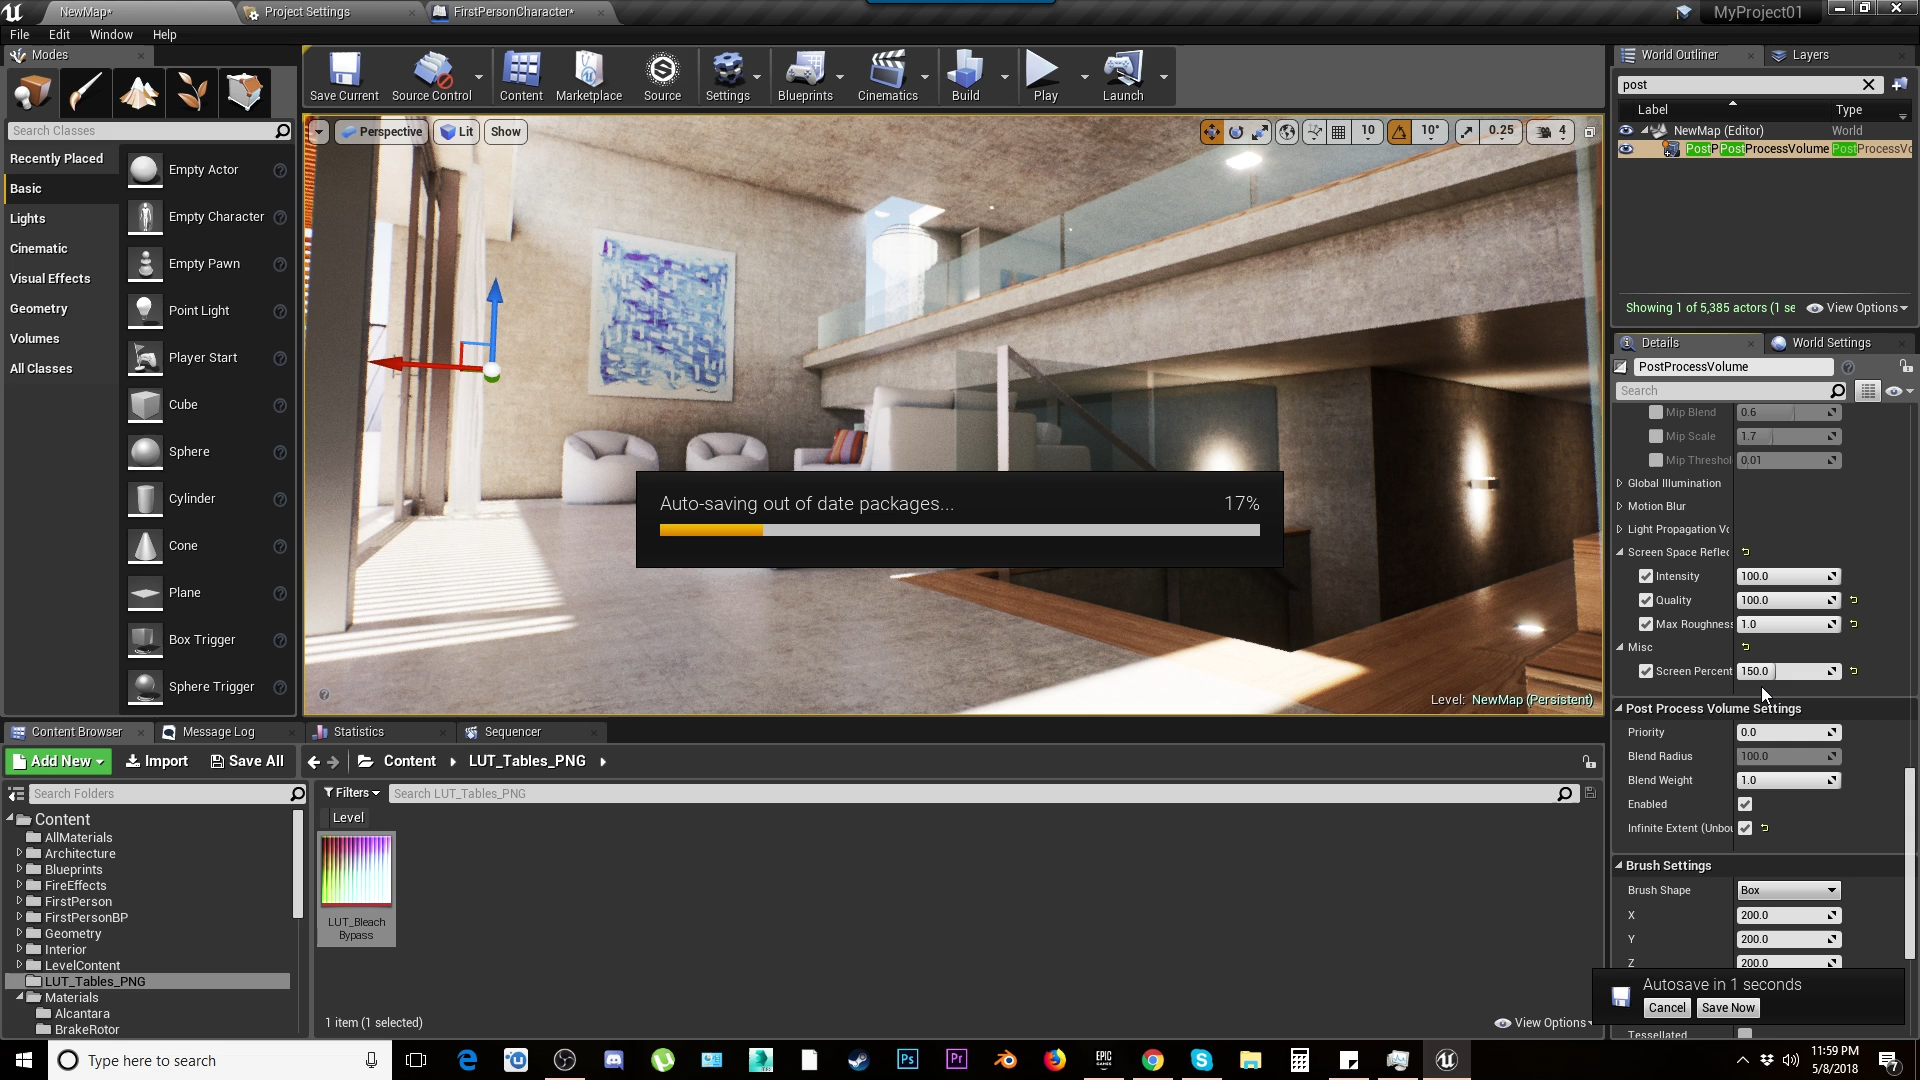 NewMap*
Project Settings
FirstPersonCharacter*
MyProject01
File Edit Window Help
Modes
Save Current
Source Control
Content
Marketplace
Source
Settings
Blueprints
Cinematics
Build
Play
Launch
World Outliner
Layers
post
Label
Type
NewMap (Editor)
World
PostPPostProcessVolume
PostProcessVo
Showing 1 of 5,385 actors (1 se
View Options
Search Classes
Recently Placed
Basic
Lights
Cinematic
Visual Effects
Geometry
Volumes
All Classes
Empty Actor
Empty Character
Empty Pawn
Point Light
Player Start
Cube
Sphere
Cylinder
Cone
Plane
Box Trigger
Sphere Trigger
Perspective
Lit
Show
10
10°
0.25
4
Auto-saving out of date packages...
17%
Level: NewMap (Persistent)
Details
World Settings
PostProcessVolume
Search
Mip Blend 0.6
Mip Scale 1.7
Mip Threshol 0.01
Global Illumination
Motion Blur
Light Propagation Vo
Screen Space Reflec
Intensity 100.0
Quality 100.0
Max Roughness 1.0
Misc
Screen Percent 150.0
Post Process Volume Settings
Priority 0.0
Blend Radius 100.0
Blend Weight 1.0
Enabled
Infinite Extent (Unbou
Brush Settings
Brush Shape Box
X 200.0
Y 200.0
Z 200.0
Autosave in 1 seconds
Cancel
Save Now
Tessellated
Content Browser
Message Log
Statistics
Sequencer
Add New
Import
Save All
Content
LUT_Tables_PNG
Search Folders
Filters
Search LUT_Tables_PNG
Level
Content
AllMaterials
Architecture
Blueprints
FireEffects
FirstPerson
FirstPersonBP
Geometry
Interior
LevelContent
LUT_Tables_PNG
Materials
Alcantara
BrakeRotor
LUT_Bleach
Bypass
1 item (1 selected)
View Options
Type here to search
Ps
Pr
EPIC
GAMES
11:59 PM
5/8/2018
7